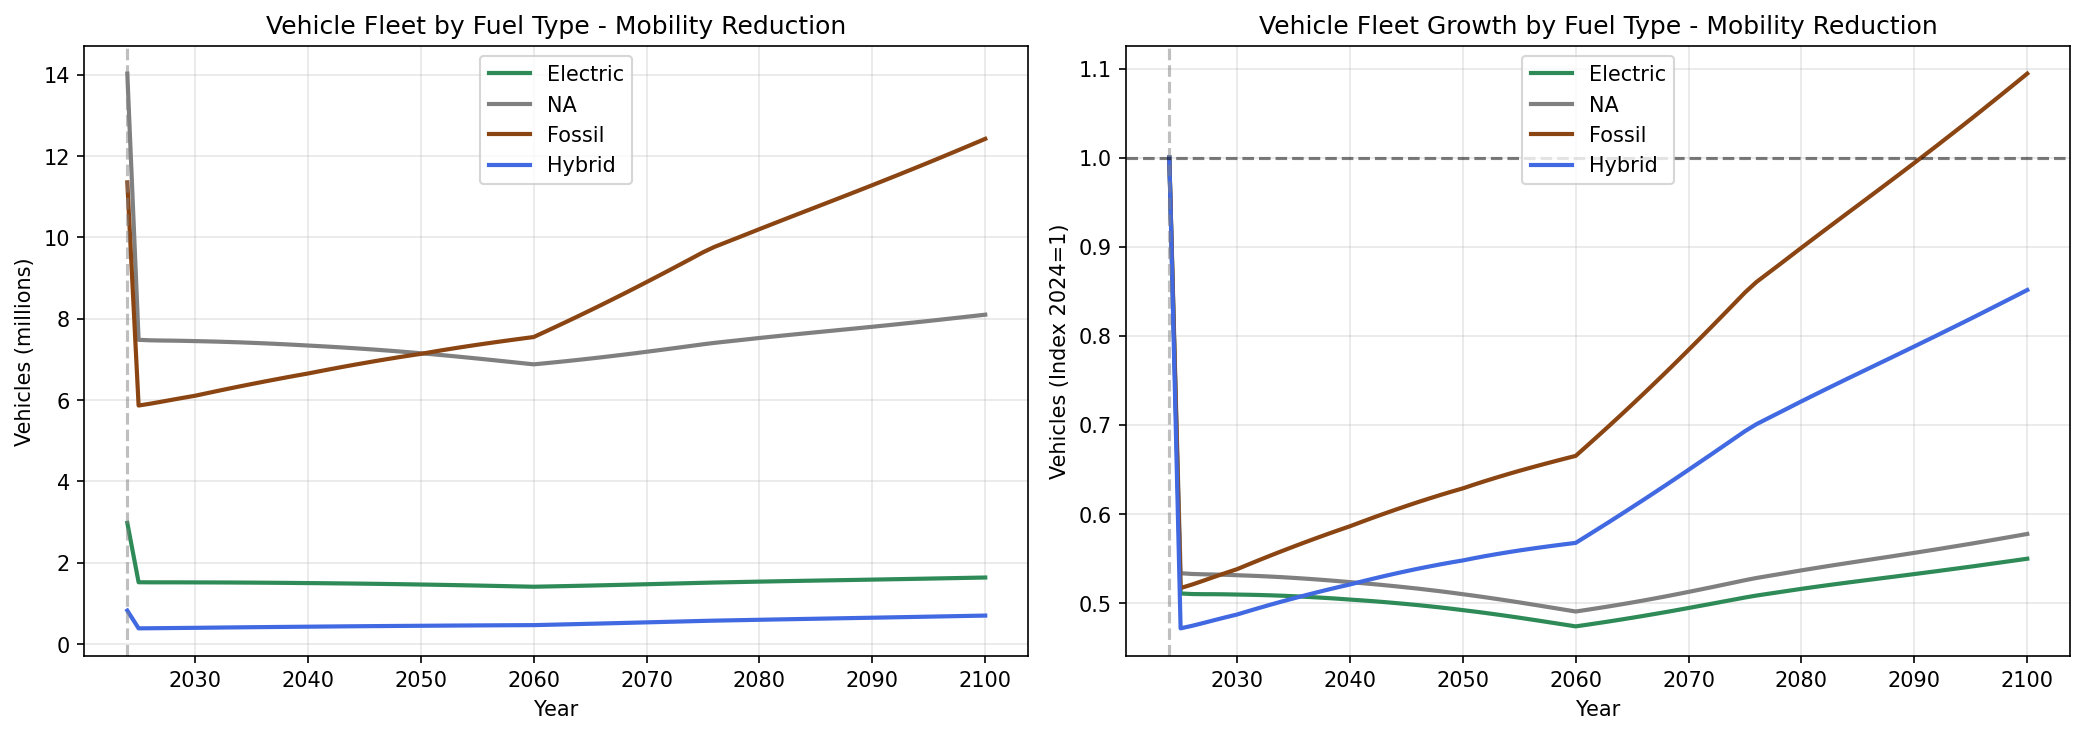 Vehicle Fleet by Fuel Type - Mobility Reduction
Electric
NA
Fossil
Hybrid
Vehicles (millions)
14
12
10
8
6
4
2
0
2030 2040 2050 2060 2070 2080 2090 2100
Year
Vehicle Fleet Growth by Fuel Type - Mobility Reduction
Electric
NA
Fossil
Hybrid
Vehicles (Index 2024=1)
1.1
1.0
0.9
0.8
0.7
0.6
0.5
2030 2040 2050 2060 2070 2080 2090 2100
Year